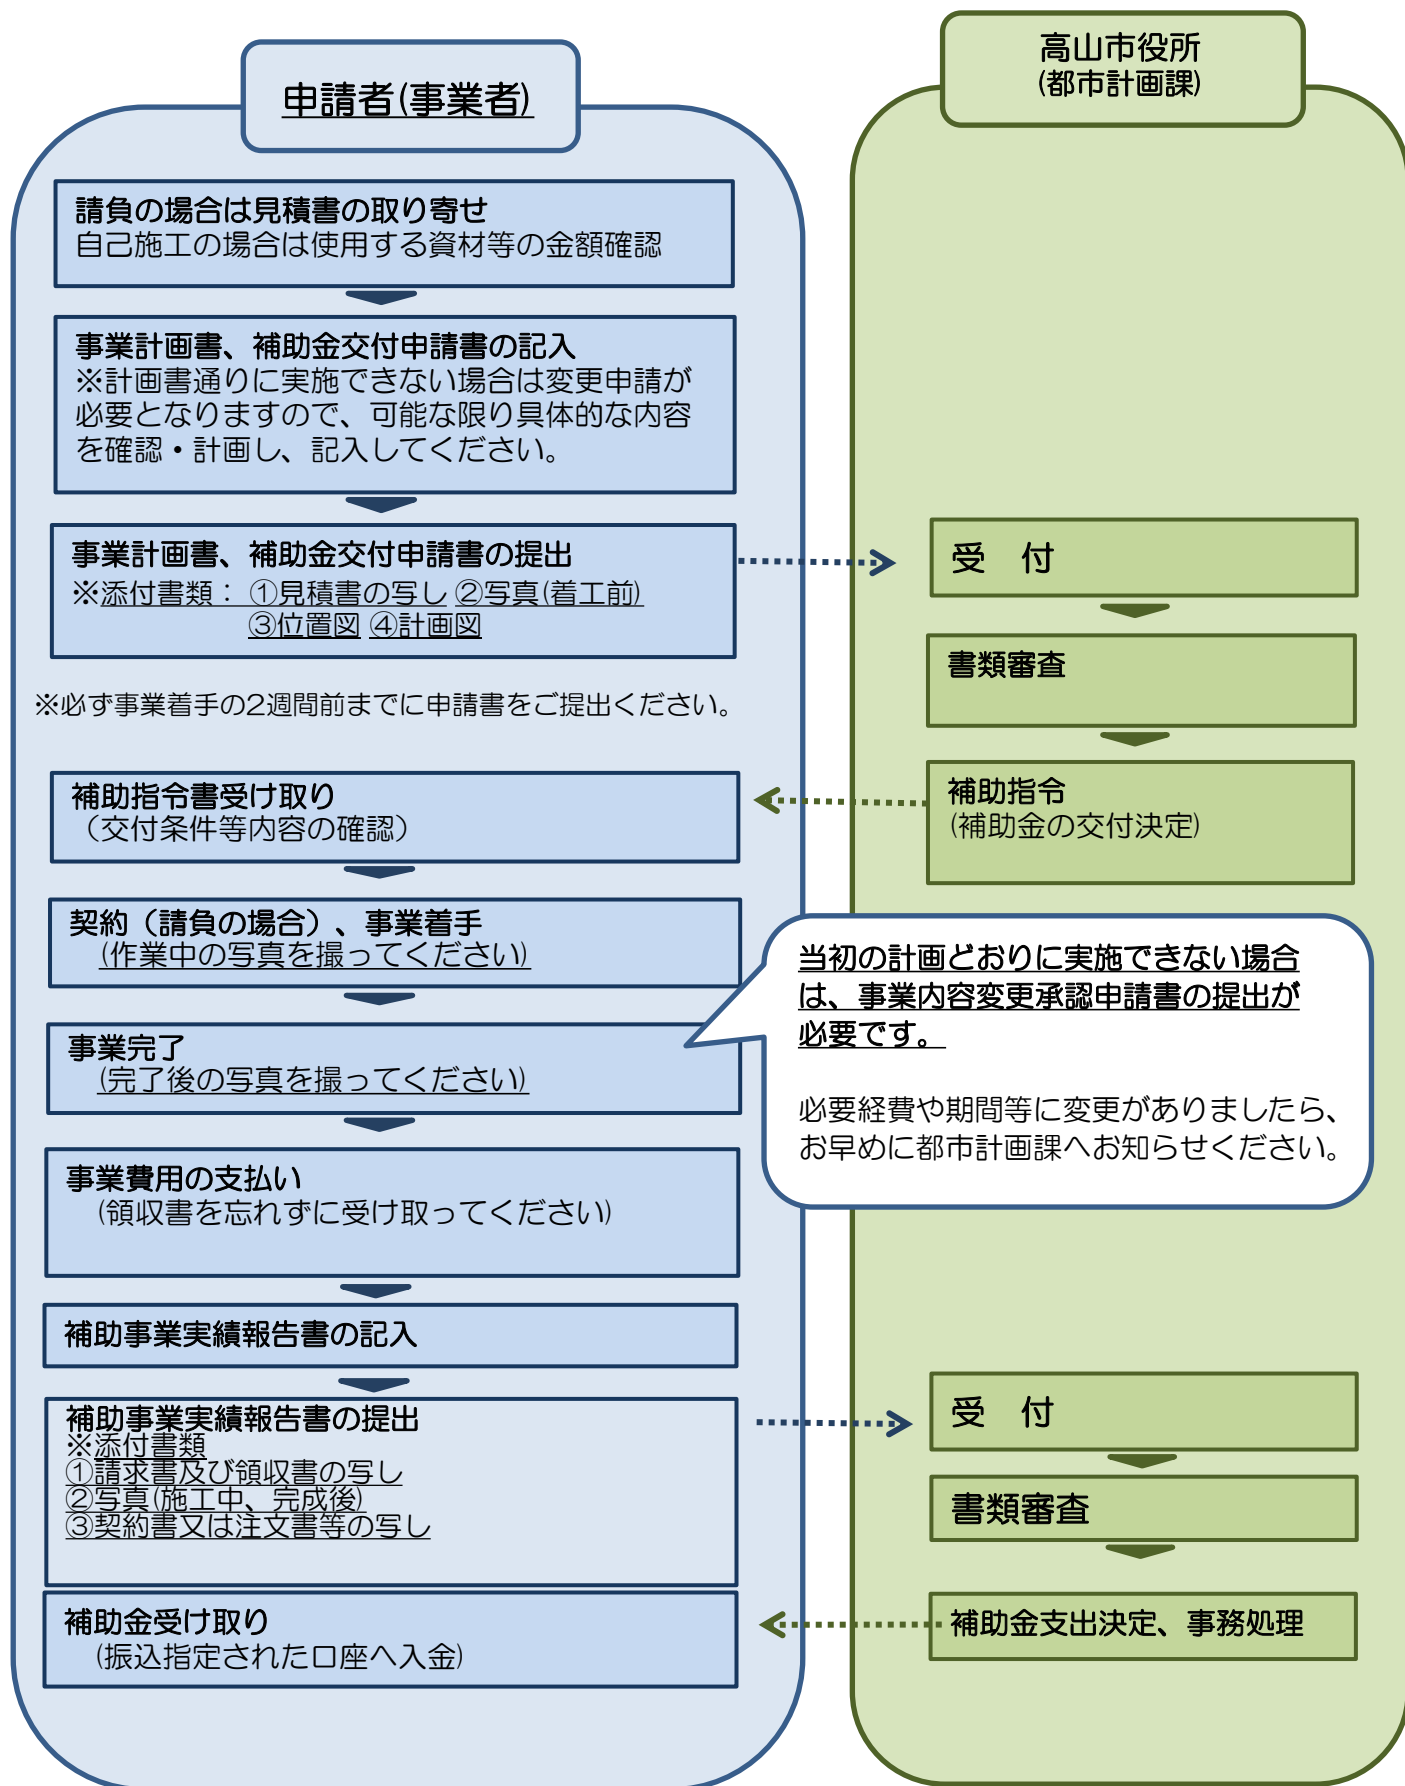 申請者(事業者)
高山市役所
(都市計画課)
請負の場合は見積書の取り寄せ
自己施工の場合は使用する資材等の金額確認
事業計画書、補助金交付申請書の記入
※計画書通りに実施できない場合は変更申請が
必要となりますので、可能な限り具体的な内容
を確認・計画し、記入してください。
事業計画書、補助金交付申請書の提出
※添付書類： ①見積書の写し ②写真(着工前)
③位置図 ④計画図
受　付
書類審査
※必ず事業着手の2週間前までに申請書をご提出ください。
補助指令
(補助金の交付決定)
補助指令書受け取り
（交付条件等内容の確認）
契約（請負の場合）、事業着手
(作業中の写真を撮ってください)
当初の計画どおりに実施できない場合
は、事業内容変更承認申請書の提出が
必要です。
必要経費や期間等に変更がありましたら、
お早めに都市計画課へお知らせください。
事業完了
(完了後の写真を撮ってください)
事業費用の支払い
(領収書を忘れずに受け取ってください)
補助事業実績報告書の記入
補助事業実績報告書の提出
※添付書類
①請求書及び領収書の写し
②写真(施工中、完成後)
③契約書又は注文書等の写し
受　付
書類審査
補助金支出決定、事務処理
補助金受け取り
(振込指定された口座へ入金)